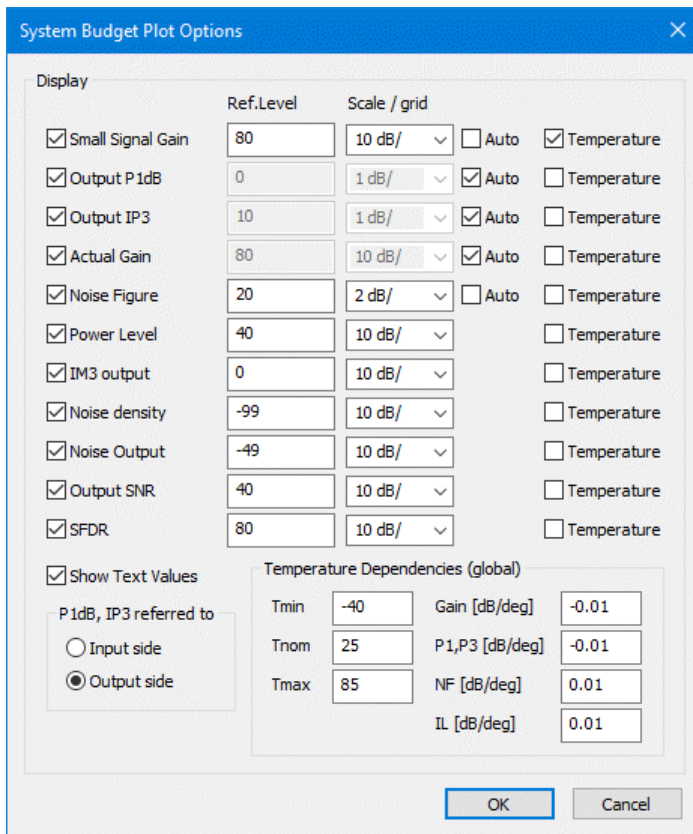 System Budget Plot Options
Display
Ref.Level Scale / grid
Small Signal Gain 80 10 dB/ Auto Temperature
Output P1dB 0 1 dB/ Auto Temperature
Output IP3 10 1 dB/ Auto Temperature
Actual Gain 80 10 dB/ Auto Temperature
Noise Figure 20 2 dB/ Auto Temperature
Power Level 40 10 dB/ Temperature
IM3 output 0 10 dB/ Temperature
Noise density -99 10 dB/ Temperature
Noise Output -49 10 dB/ Temperature
Output SNR 40 10 dB/ Temperature
SFDR 80 10 dB/ Temperature
Show Text Values
P1dB, IP3 referred to
Input side
Output side
Temperature Dependencies (global)
Tmin -40 Gain [dB/deg] -0.01
Tnom 25 P1,P3 [dB/deg] -0.01
Tmax 85 NF [dB/deg] 0.01
IL [dB/deg] 0.01
OK Cancel